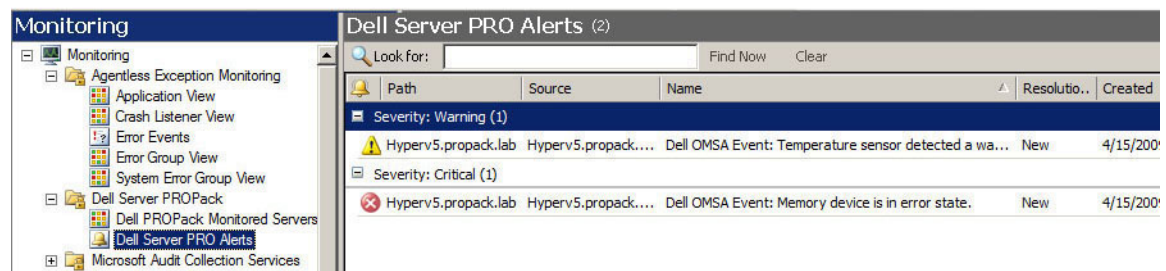 Monitoring
Monitoring
Agentless Exception Monitoring
Application View
Crash Listener View
Error Events
Error Group View
System Error Group View
Dell Server PROPack
Dell PROPack Monitored Servers
Dell Server PRO Alerts
Microsoft Audit Collection Services
Dell Server PRO Alerts (2)
Look for: Find Now Clear
Path Source Name Resolutio.. Created
Severity: Warning (1)
Hyperv5.propack.lab Hyperv5.propack.... Dell OMSA Event: Temperature sensor detected a wa... New 4/15/2009
Severity: Critical (1)
Hyperv5.propack.lab Hyperv5.propack.... Dell OMSA Event: Memory device is in error state. New 4/15/2009